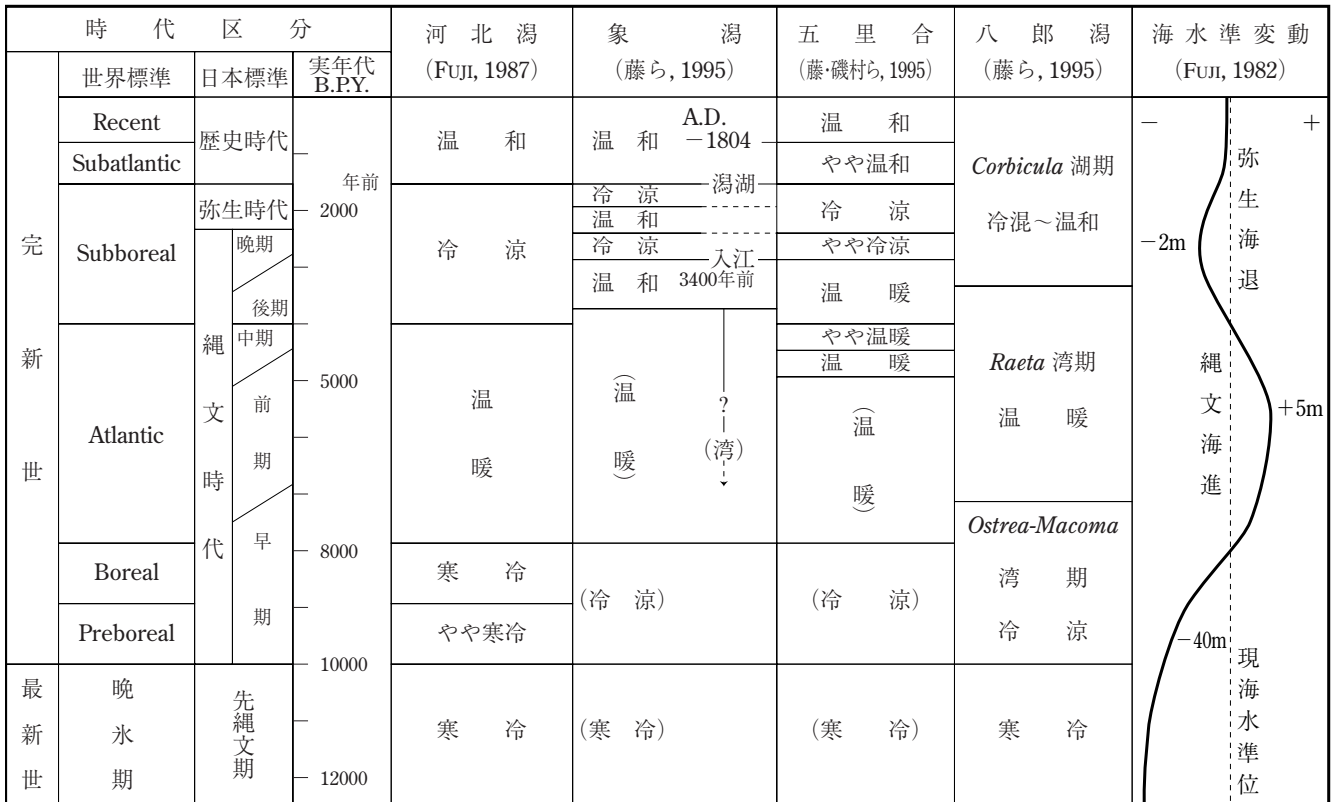 時代区分 河北潟 象潟 五里合 八郎潟 海水準変動
世界標準 日本標準 実年代 B.P.Y. (FUJI, 1987) (藤ら, 1995) (藤・磯村ら, 1995) (藤ら, 1995) (FUJI, 1982)
完新世
Recent
Subatlantic
Subboreal
Atlantic
Boreal
Preboreal
最新世
晩氷期
歴史時代
弥生時代
縄文時代
晩期
後期
中期
前期
早期
先縄文期
年前
2000
5000
8000
10000
12000
温和
冷涼
温暖
寒冷
やや寒冷
寒冷
温和
A.D.
−1804
冷涼
潟湖
温和
冷涼
入江
温和 3400年前
(温暖)
?
(湾)
(冷涼)
(寒冷)
温和
やや温和
冷涼
やや冷涼
温暖
やや温暖
温暖
(温暖)
(冷涼)
(寒冷)
Corbicula 湖期
冷混～温和
Raeta 湾期
温暖
Ostrea-Macoma
湾期
冷涼
寒冷
− +
弥生海退
−2m
縄文海進
+5m
−40m
現海水準位